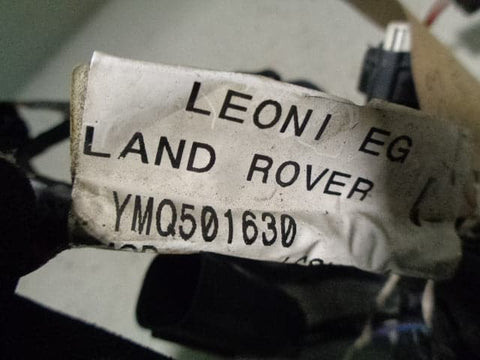 LEONI EG
LAND ROVER
YMQ501630